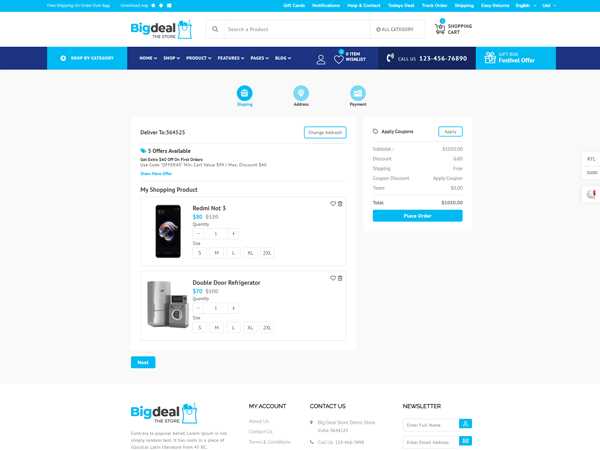 Free Shipping On Order Over $99 Download App Gift Cards Notifications Help & Contact Todays Deal Track Order Shipping Easy Returns English Usd
Bigdeal
THE STORE
Search a Product
ALL CATEGORY
0
SHOPPING
CART
SHOP BY CATEGORY
HOME SHOP PRODUCT FEATURES PAGES BLOG
0 ITEM
WISHLIST
CALL US 123-456-76890
GIFT BOX
Festivel Offer
Shipping Address Payment
Deliver To:364523
Change Address
5 Offers Available
Get Extra $40 Off On First Orders
Use Code "OFFER40" Min. Cart Value $99 | Max. Discount $40
Show More Offer
My Shopping Product
Redmi Not 3
$80 $120
Quantity
− 1 +
Size
S M L XL 2XL
Double Door Refrigerator
$70 $100
Quantity
− 1 +
Size
S M L XL 2XL
Next
Apply Coupons Apply
Subtotal : $1050.00
Discount 6.80
Shipping Free
Coupon Discount Apply Coupon
Taxes $0.00
Total $1050.00
Place Order
RTL
DARK
Bigdeal
THE STORE
Contrary to popular belief, Lorem Ipsum is not
simply random text. It has roots in a piece of
classical Latin literature from 45 BC,
MY ACCOUNT
About Us
Contact Us
Terms & Conditions
CONTACT US
Big Deal Store Demo Store
India-3654123
Call Us: 123-456-7898
NEWSLETTER
Enter Full Name
Enter Email Address